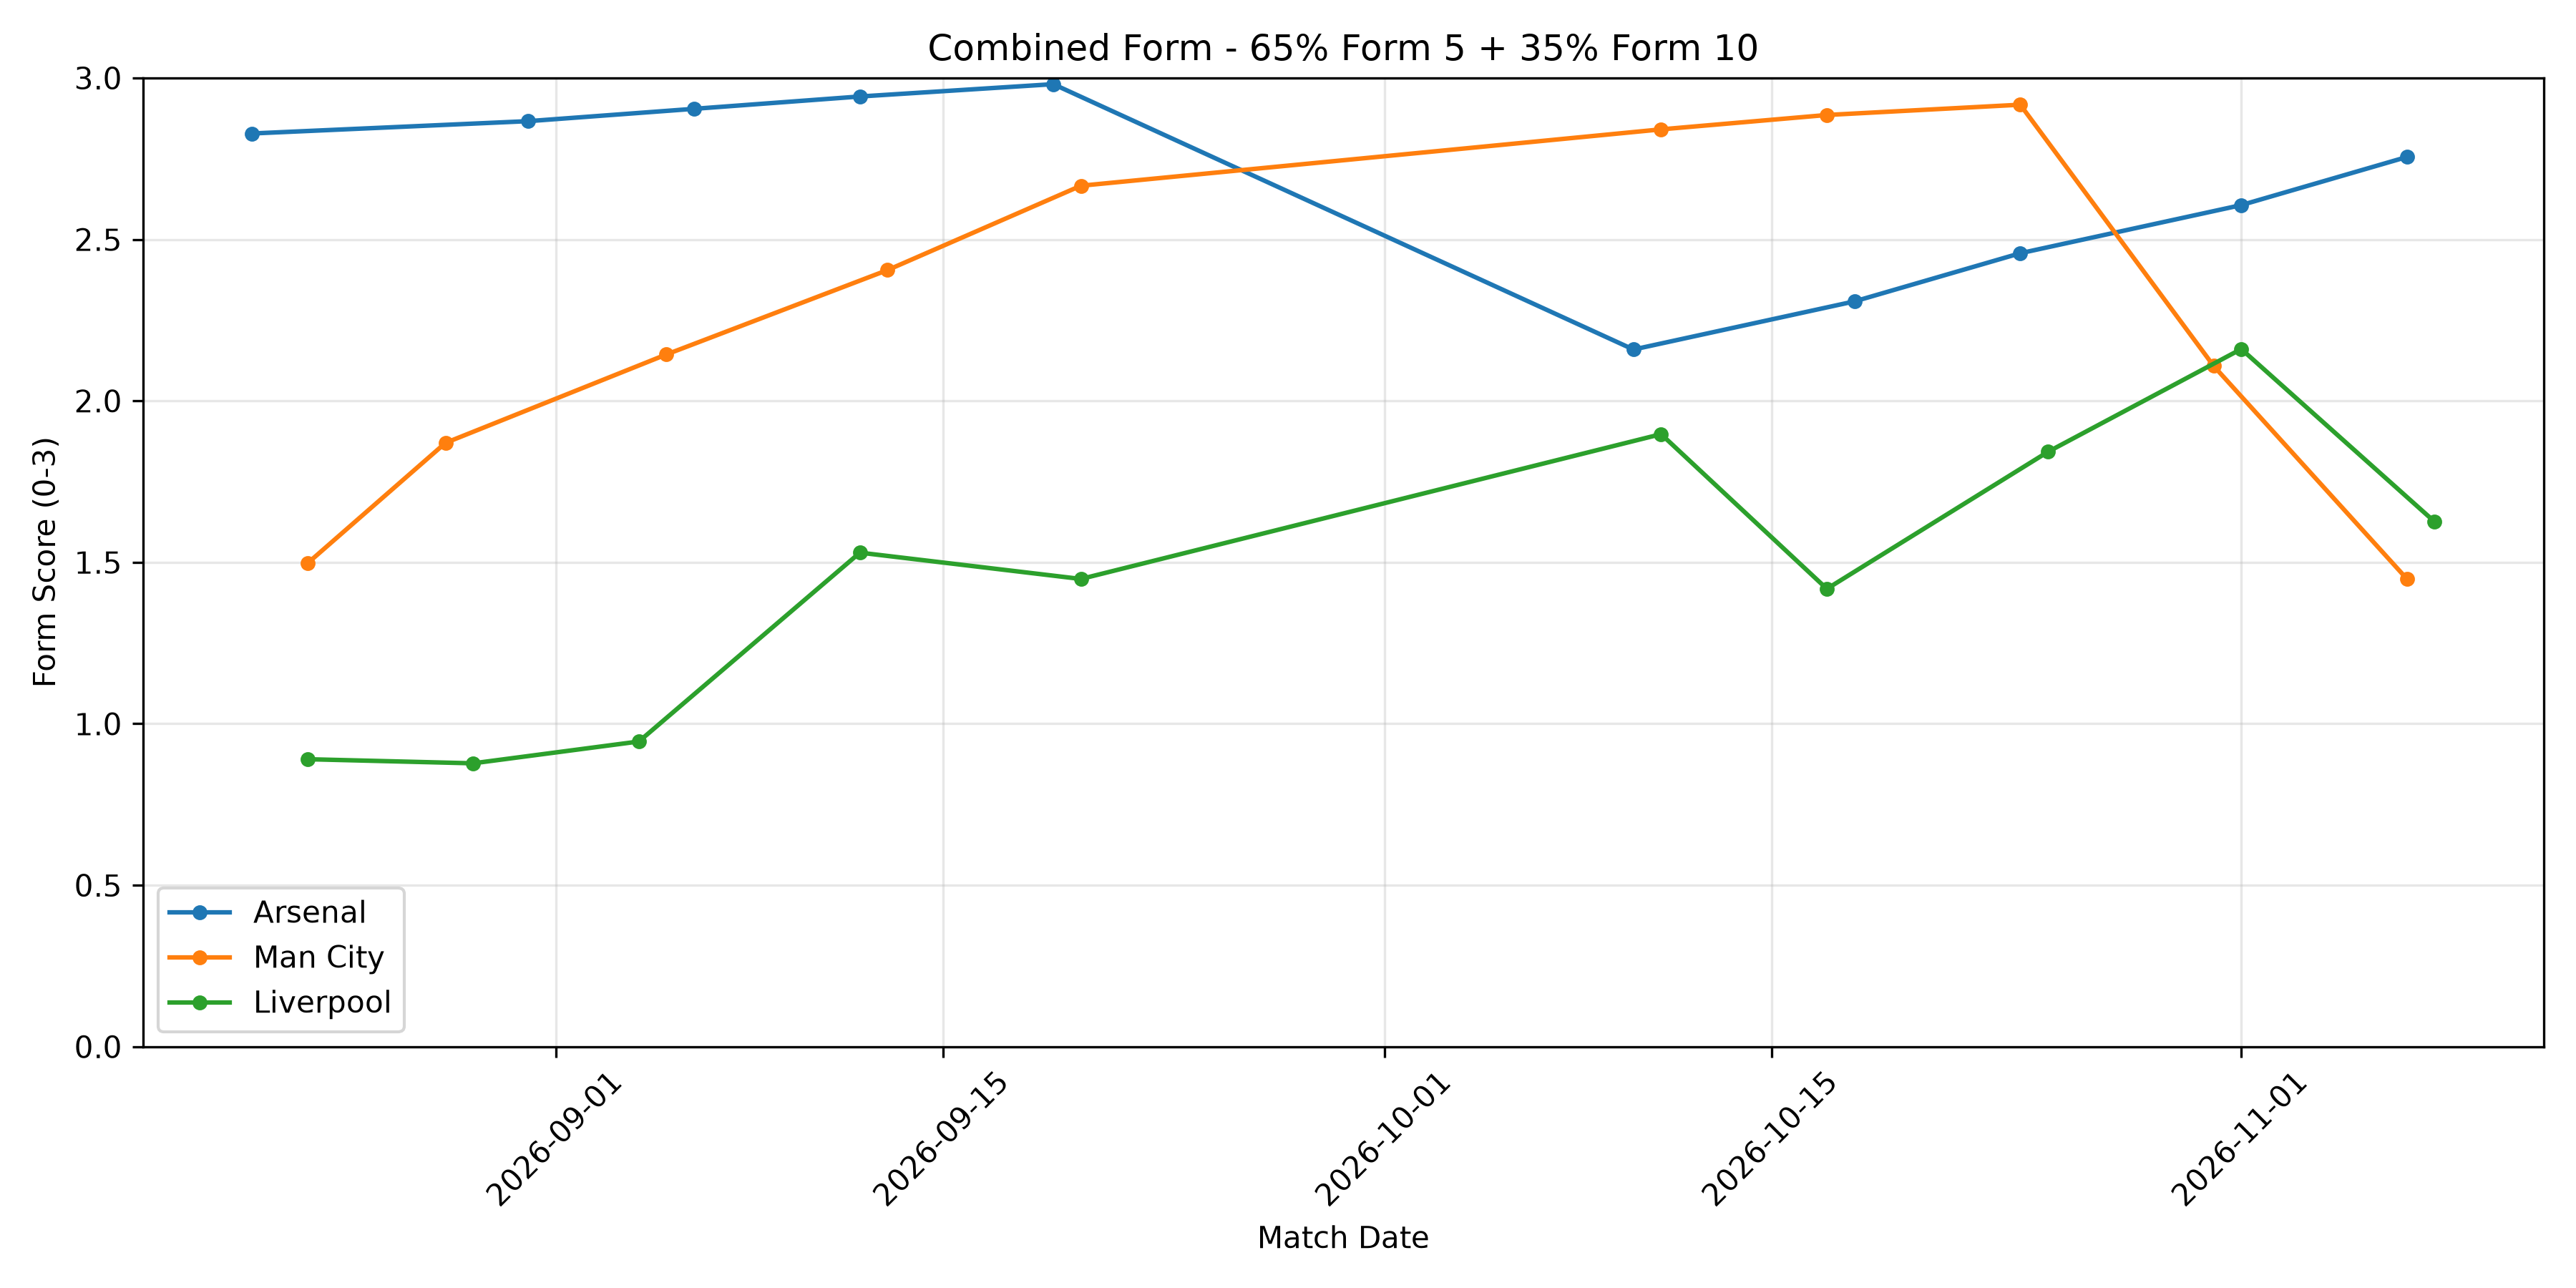 Combined Form - 65% Form 5 + 35% Form 10
Form Score (0-3)
3.0
2.5
2.0
1.5
1.0
0.5
0.0
Arsenal
Man City
Liverpool
2026-09-01
2026-09-15
2026-10-01
2026-10-15
2026-11-01
Match Date